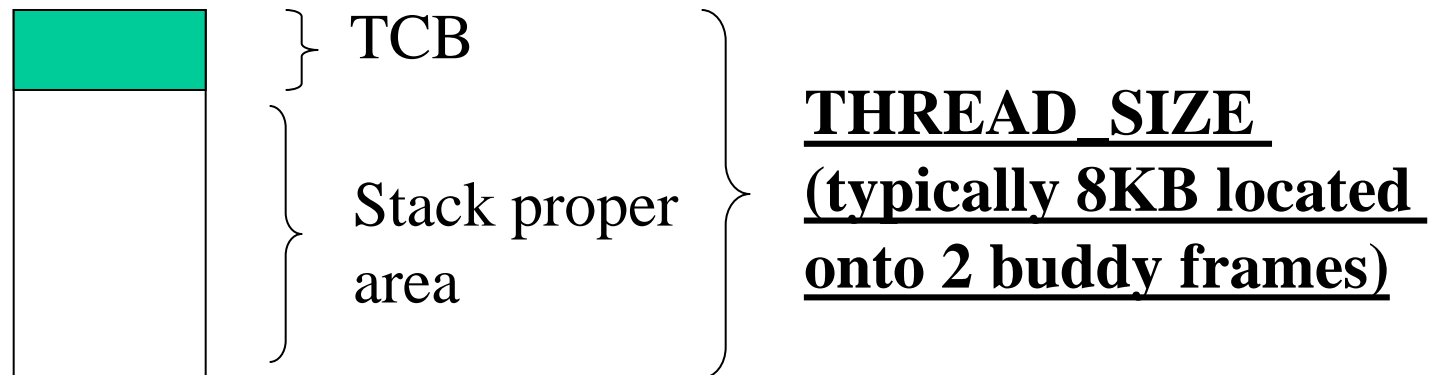 TCB
Stack proper
area
THREAD_SIZE
(typically 8KB located
onto 2 buddy frames)